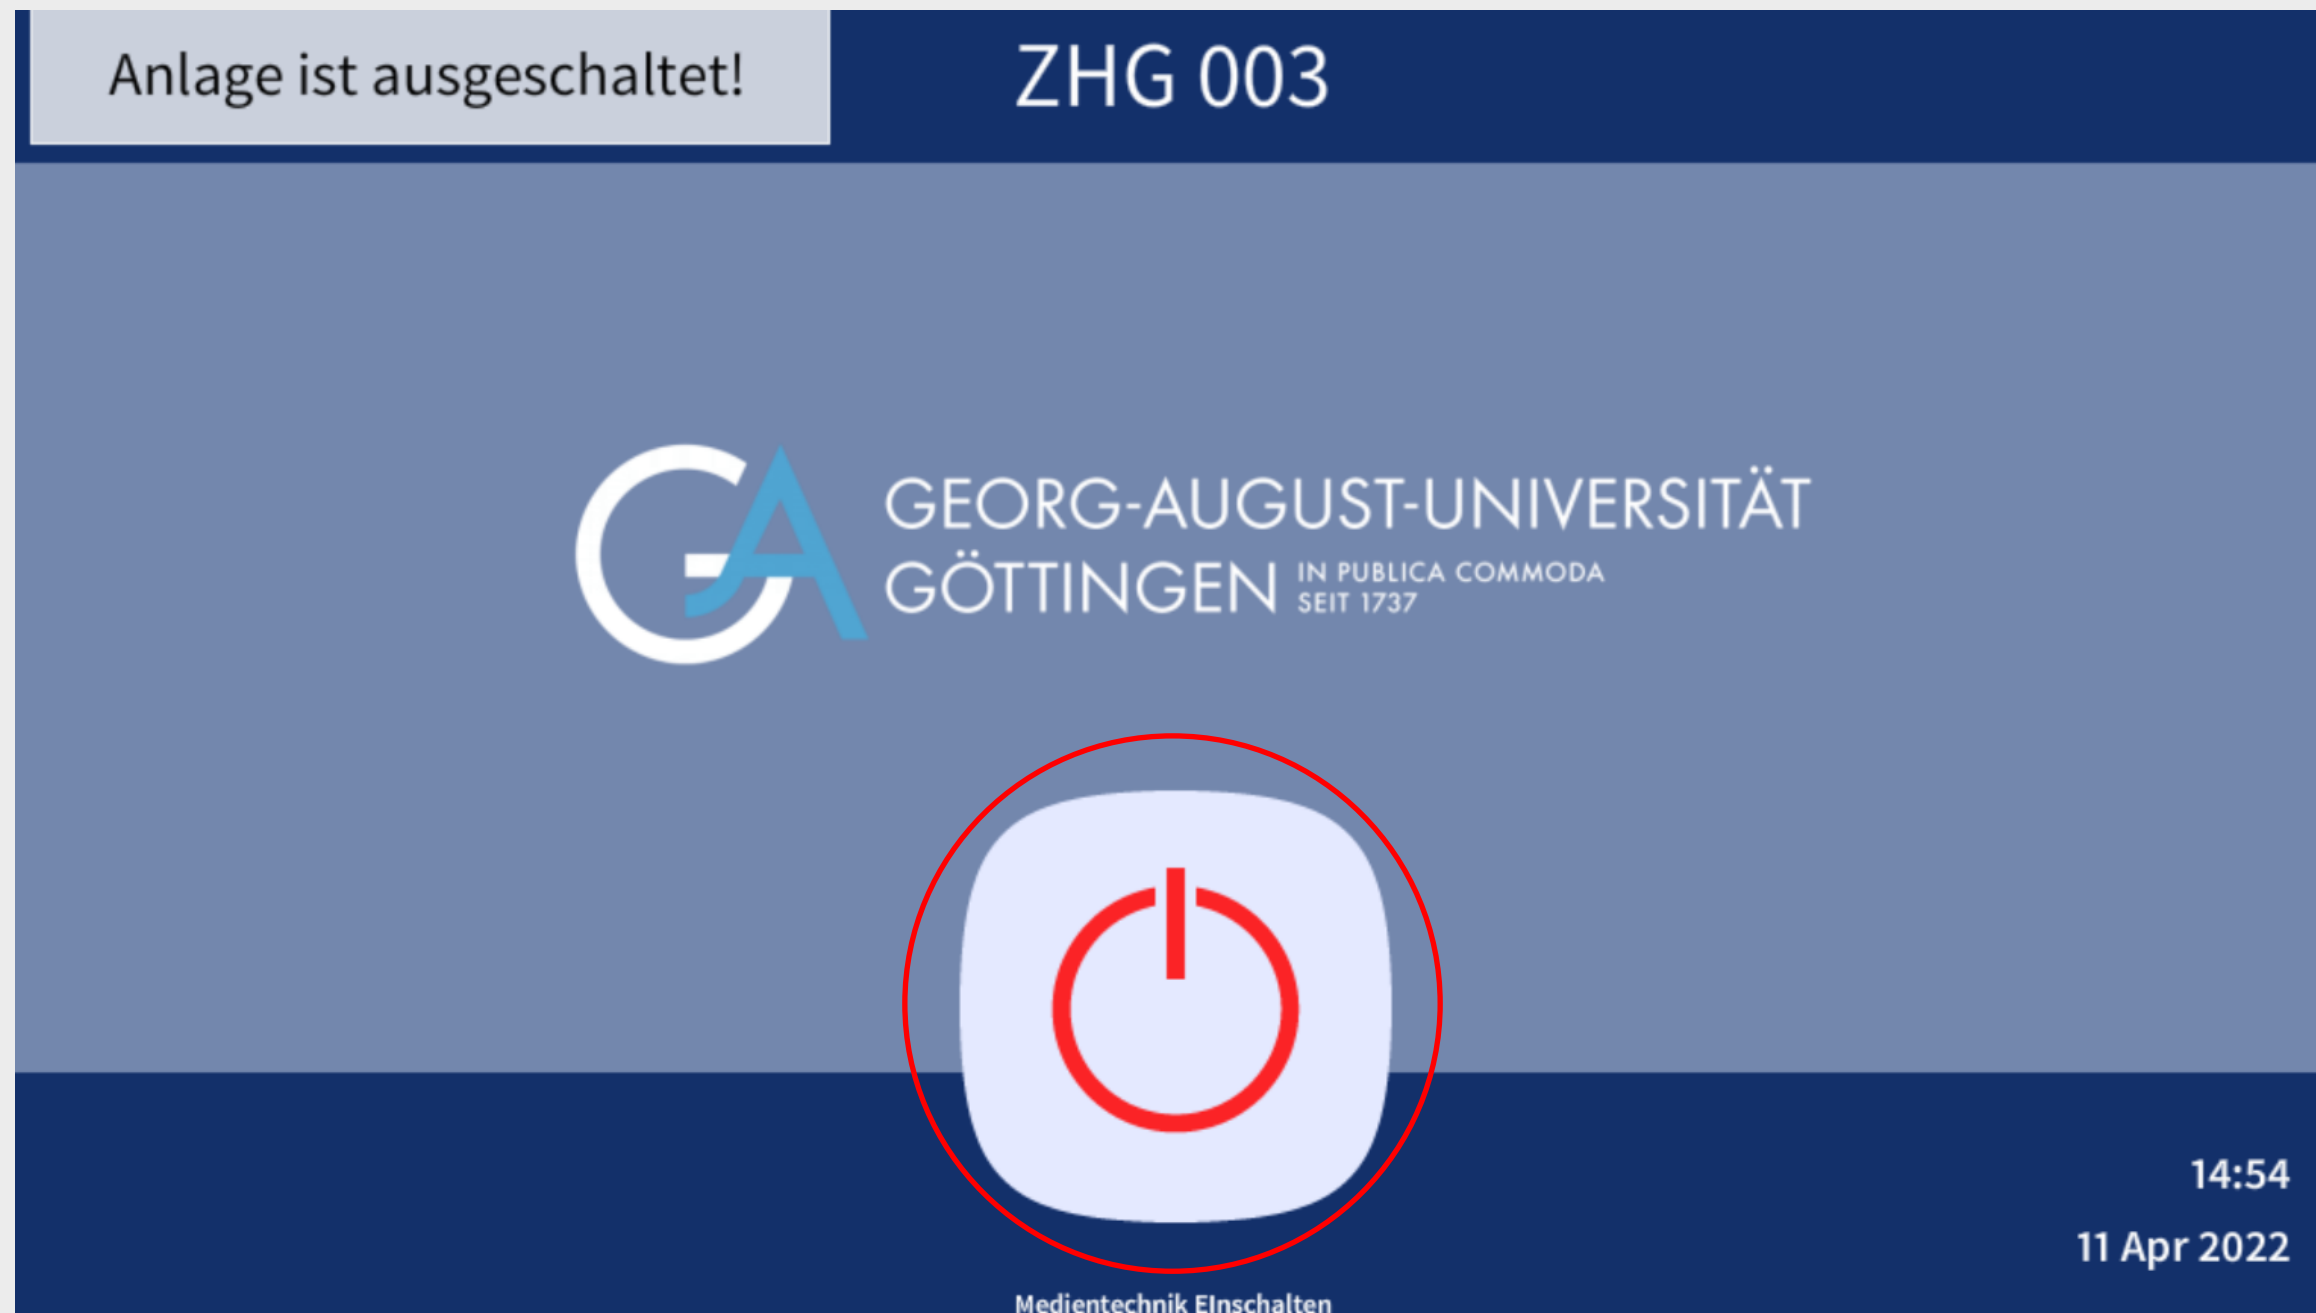 Anlage ist ausgeschaltet!
ZHG 003
GA
GEORG-AUGUST-UNIVERSITÄT
GÖTTINGEN IN PUBLICA COMMODA
SEIT 1737
14:54
11 Apr 2022
Medientechnik EInschalten